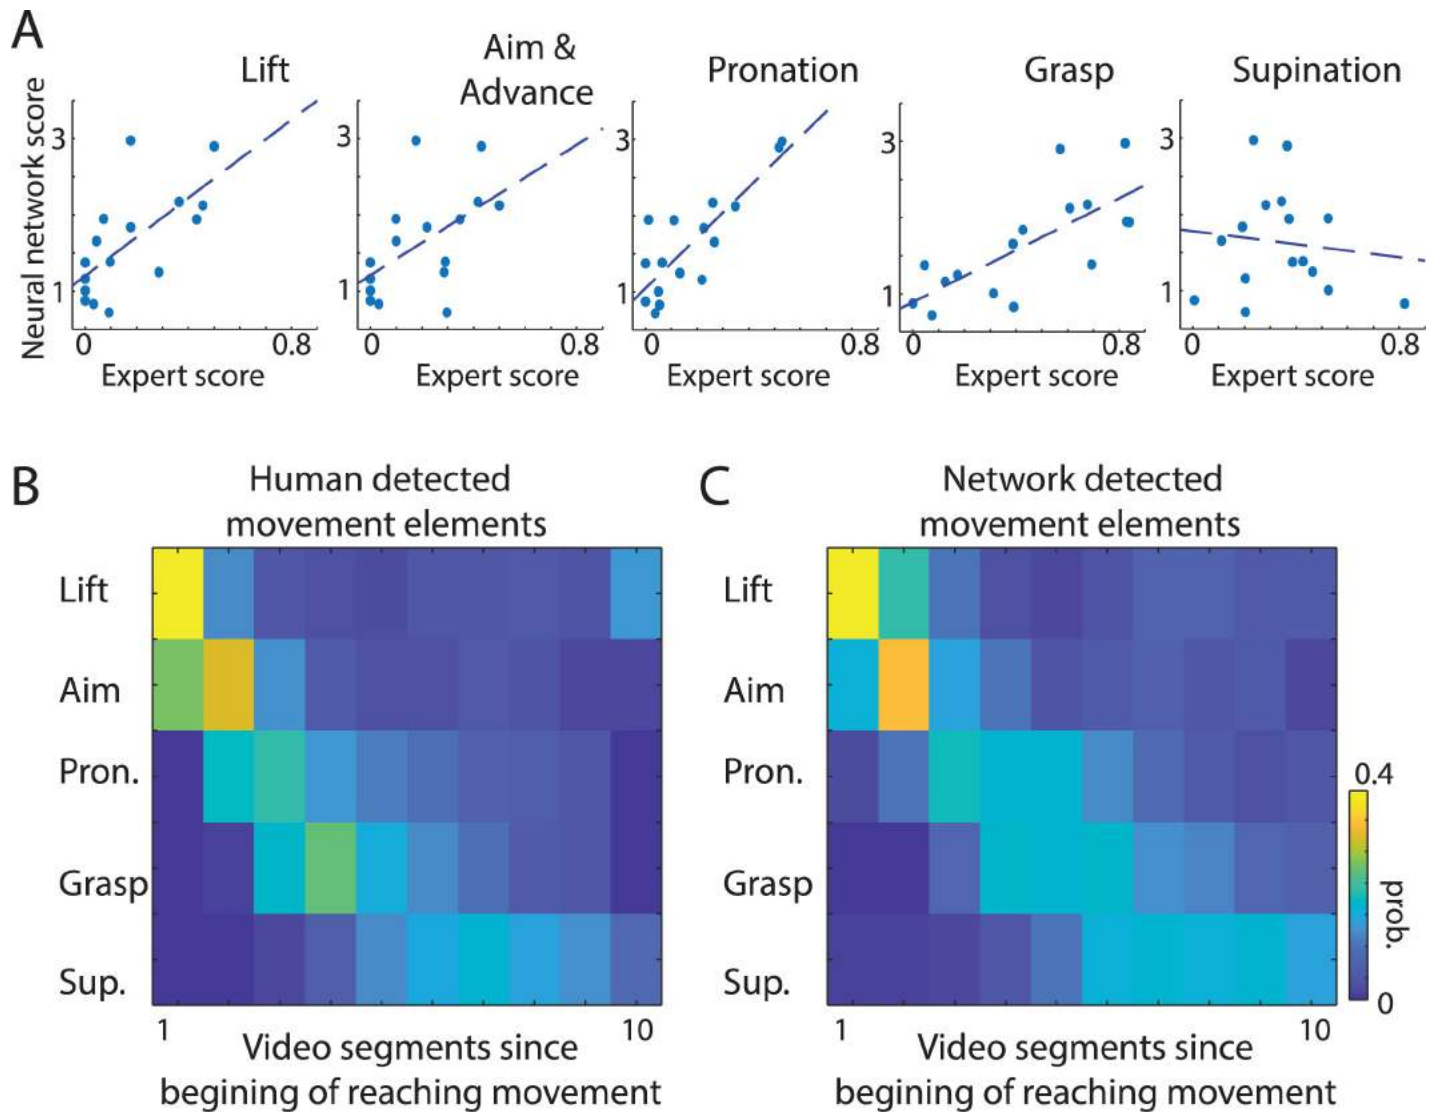 A
Lift
Aim &
Advance
Pronation
Grasp
Supination
Neural network score
3
1
3
1
3
1
3
1
3
1
0 0.8
0 0.8
0 0.8
0 0.8
0 0.8
Expert score
Expert score
Expert score
Expert score
Expert score
B
Human detected
movement elements
Lift
Aim
Pron.
Grasp
Sup.
1 10
Video segments since
begining of reaching movement
C
Network detected
movement elements
Lift
Aim
Pron.
Grasp
Sup.
1 10
Video segments since
begining of reaching movement
0.4
prob.
0